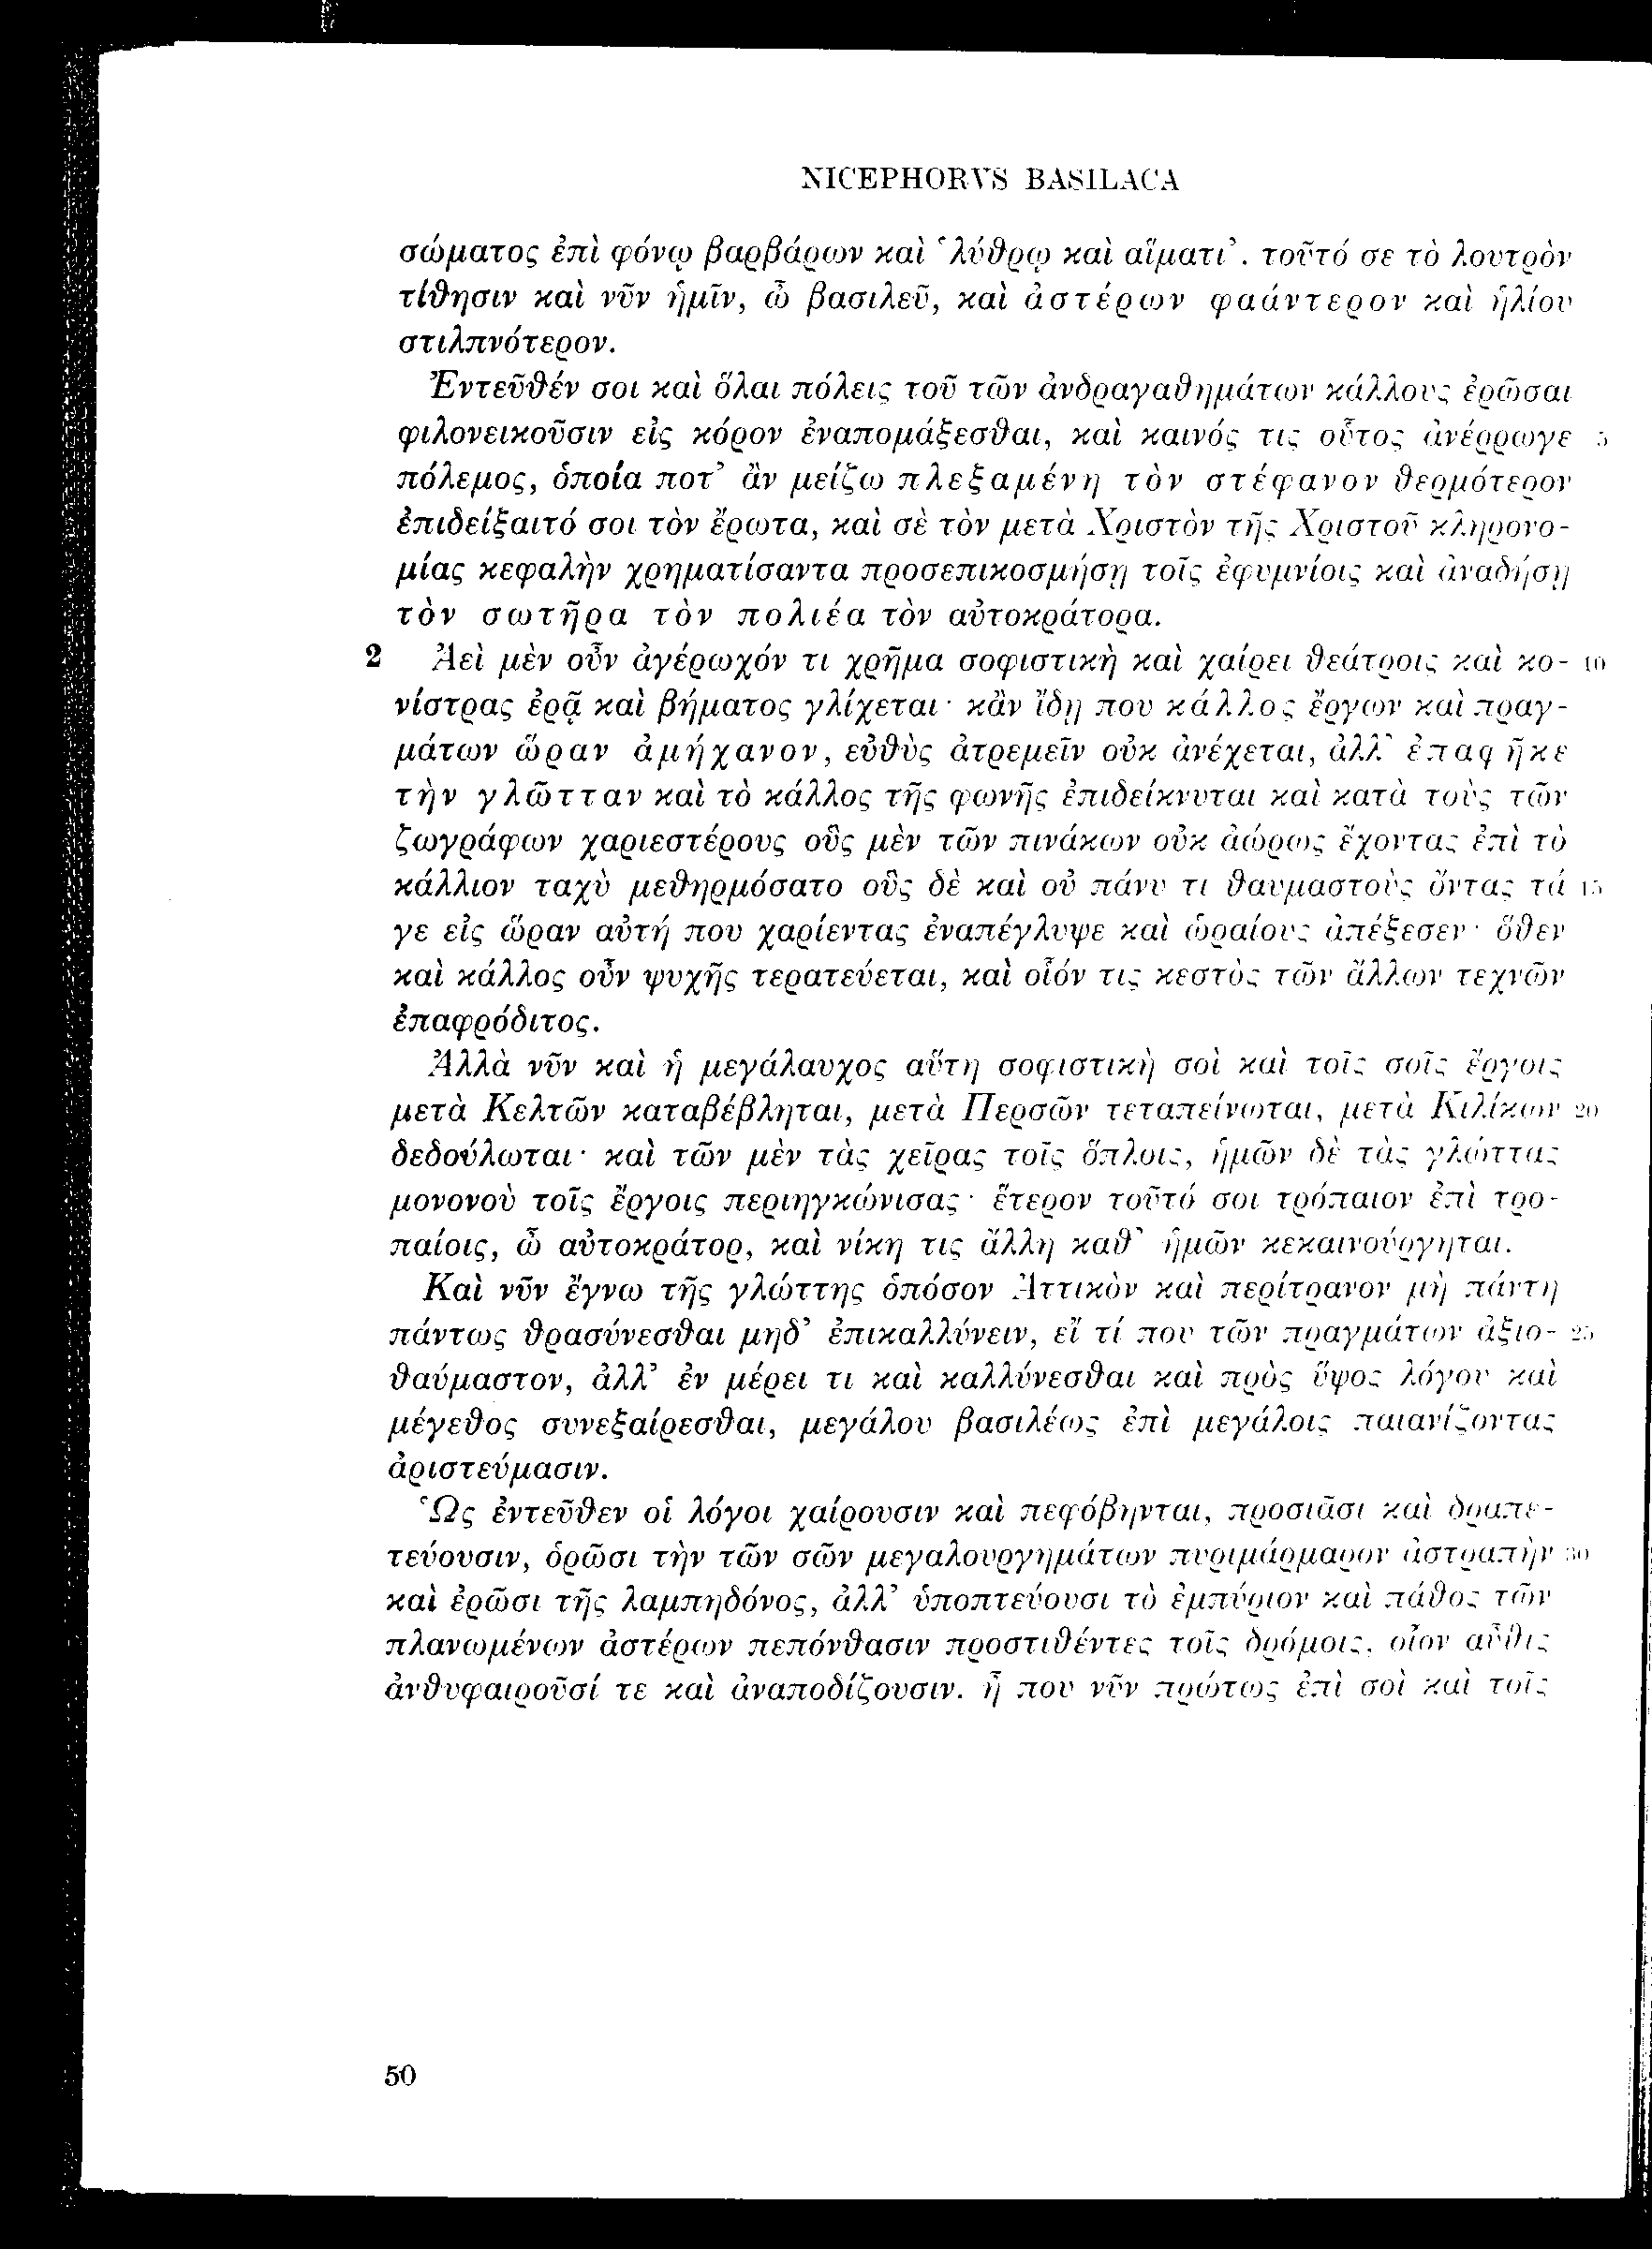 NICEPHORVS BASILACA
σώματος ἐπὶ φόνῳ βαρβάρων καὶ ‘λύθρῳ καὶ αἵματι’. τοῦτό σε τὸ λουτρὸν
τίθησιν καὶ νῦν ἡμῖν, ὦ βασιλεῦ, καὶ ἀστέρων φαάντερον καὶ ἡλίου
στιλπνότερον.
Ἐντεῦθέν σοι καὶ ὅλαι πόλεις τοῦ τῶν ἀνδραγαθημάτων κάλλους ἐρῶσαι
φιλονεικοῦσιν εἰς κόρον ἐναπομάξεσθαι, καὶ καινός τις οὗτος ἀνέρρωγε 5
πόλεμος, ὁποία ποτ’ ἂν μείζω πλεξαμένη τὸν στέφανον θερμότερον
ἐπιδείξαιτό σοι τὸν ἔρωτα, καὶ σὲ τὸν μετὰ Χριστὸν τῆς Χριστοῦ κληρονο-
μίας κεφαλὴν χρηματίσαντα προσεπικοσμήσῃ τοῖς ἐφυμνίοις καὶ ἀναδήσῃ
τὸν σωτῆρα τὸν πολιέα τὸν αὐτοκράτορα.
2 Ἀεὶ μὲν οὖν ἀγέρωχόν τι χρῆμα σοφιστικὴ καὶ χαίρει θεάτροις καὶ κο- 10
νίστρας ἐρᾷ καὶ βήματος γλίχεται· κἂν ἴδῃ που κάλλος ἔργων καὶ πραγ-
μάτων ὥραν ἀμήχανον, εὐθὺς ἀτρεμεῖν οὐκ ἀνέχεται, ἀλλ’ ἐπαφῆκε
τὴν γλῶτταν καὶ τὸ κάλλος τῆς φωνῆς ἐπιδείκνυται καὶ κατὰ τοὺς τῶν
ζωγράφων χαριεστέρους οὓς μὲν τῶν πινάκων οὐκ ἀώρως ἔχοντας ἐπὶ τὸ
κάλλιον ταχὺ μεθηρμόσατο οὓς δὲ καὶ οὐ πάνυ τι θαυμαστοὺς ὄντας τά 15
γε εἰς ὥραν αὐτή που χαρίεντας ἐναπέγλυψε καὶ ὡραίους ἀπέξεσεν· ὅθεν
καὶ κάλλος οὖν ψυχῆς τερατεύεται, καὶ οἷόν τις κεστὸς τῶν ἄλλων τεχνῶν
ἐπαφρόδιτος.
Ἀλλὰ νῦν καὶ ἡ μεγάλαυχος αὕτη σοφιστικὴ σοὶ καὶ τοῖς σοῖς ἔργοις
μετὰ Κελτῶν καταβέβληται, μετὰ Περσῶν τεταπείνωται, μετὰ Κιλίκων 20
δεδούλωται· καὶ τῶν μὲν τὰς χεῖρας τοῖς ὅπλοις, ἡμῶν δὲ τὰς γλώττας
μονονοὺ τοῖς ἔργοις περιηγκώνισας· ἕτερον τοῦτό σοι τρόπαιον ἐπὶ τρο-
παίοις, ὦ αὐτοκράτορ, καὶ νίκη τις ἄλλη καθ’ ἡμῶν κεκαινούργηται.
Καὶ νῦν ἔγνω τῆς γλώττης ὁπόσον Ἀττικὸν καὶ περίτρανον μὴ πάντη
πάντως θρασύνεσθαι μηδ’ ἐπικαλλύνειν, εἴ τί που τῶν πραγμάτων ἀξιο- 25
θαύμαστον, ἀλλ’ ἐν μέρει τι καὶ καλλύνεσθαι καὶ πρὸς ὕψος λόγου καὶ
μέγεθος συνεξαίρεσθαι, μεγάλου βασιλέως ἐπὶ μεγάλοις παιανίζοντας
ἀριστεύμασιν.
Ὡς ἐντεῦθεν οἱ λόγοι χαίρουσιν καὶ πεφόβηνται, προσιᾶσι καὶ δραπε-
τεύουσιν, ὁρῶσι τὴν τῶν σῶν μεγαλουργημάτων πυριμάρμαρον ἀστραπὴν 30
καὶ ἐρῶσι τῆς λαμπηδόνος, ἀλλ’ ὑποπτεύουσι τὸ ἐμπύριον καὶ πάθος τῶν
πλανωμένων ἀστέρων πεπόνθασιν προστιθέντες τοῖς δρόμοις, οἷον αὖθις
ἀνθυφαιροῦσί τε καὶ ἀναποδίζουσιν. ἦ που νῦν πρώτως ἐπὶ σοὶ καὶ τοῖς
50